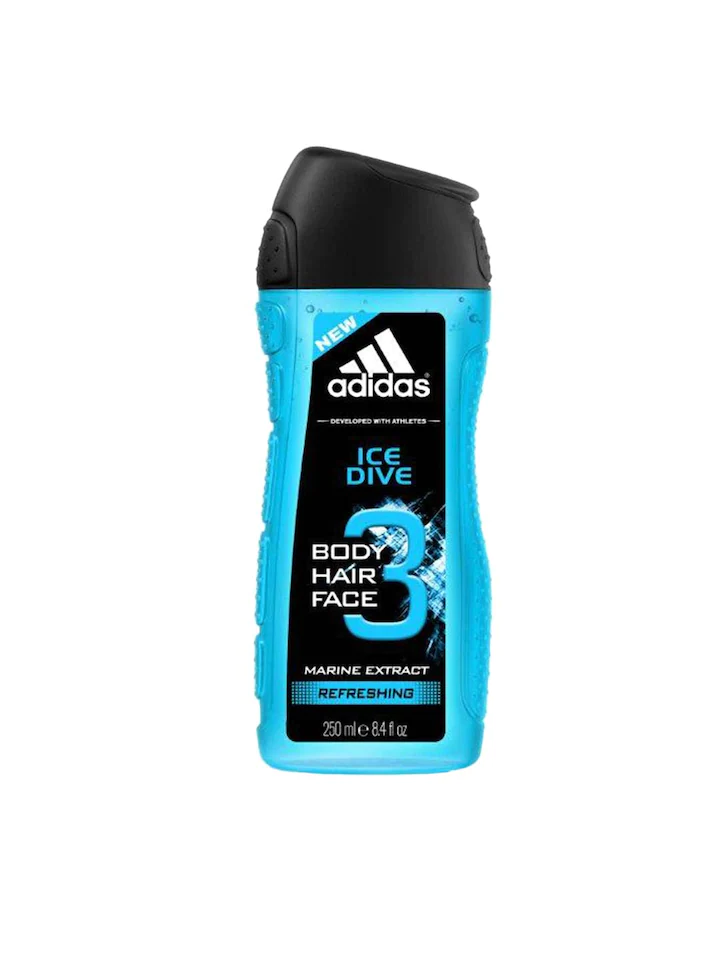 NEW
adidas®
DEVELOPED WITH ATHLETES
ICE
DIVE
3
BODY
HAIR
FACE
MARINE EXTRACT
REFRESHING
250 ml e 8.4 fl oz